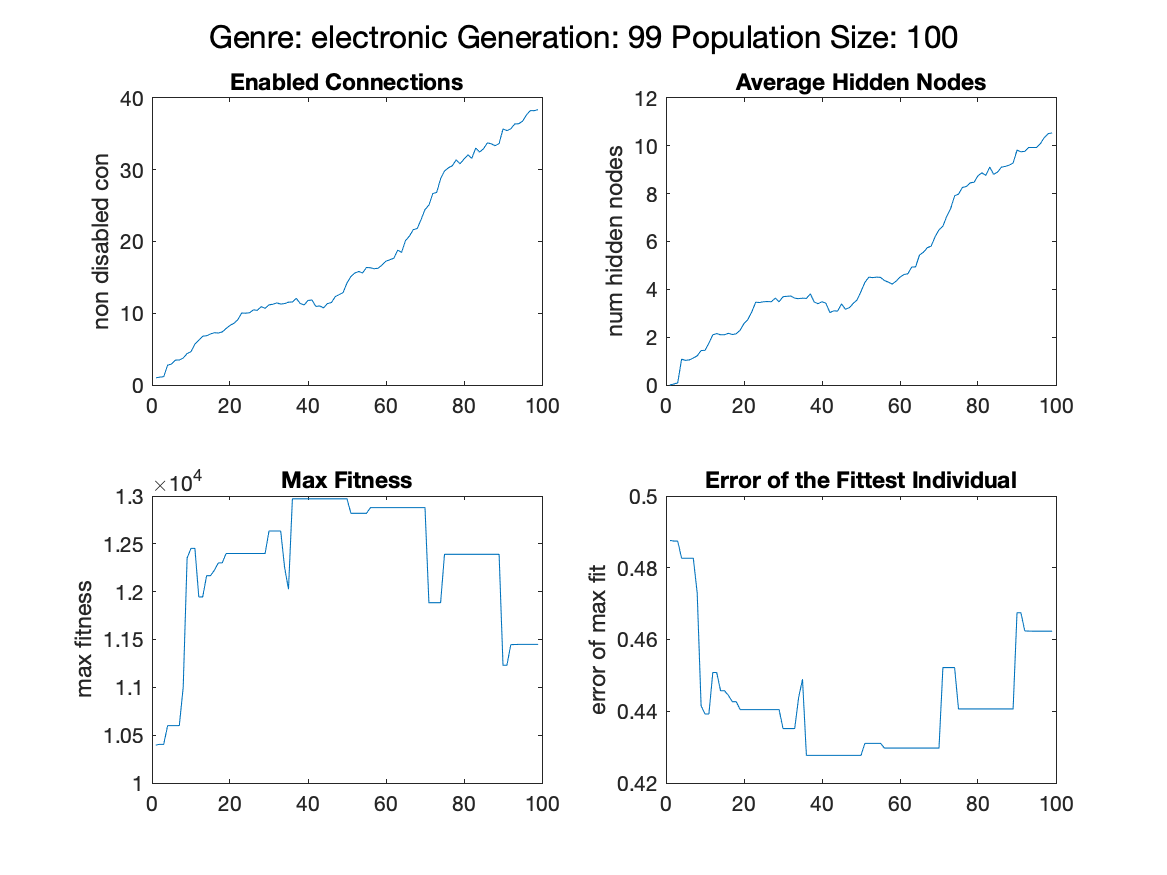 Genre: electronic Generation: 99 Population Size: 100
Enabled Connections
non disabled con
40
30
20
10
0
0 20 40 60 80 100
Average Hidden Nodes
num hidden nodes
12
10
8
6
4
2
0
0 20 40 60 80 100
Max Fitness
×10⁴
max fitness
1.3
1.25
1.2
1.15
1.1
1.05
1
0 20 40 60 80 100
Error of the Fittest Individual
error of max fit
0.5
0.48
0.46
0.44
0.42
0 20 40 60 80 100